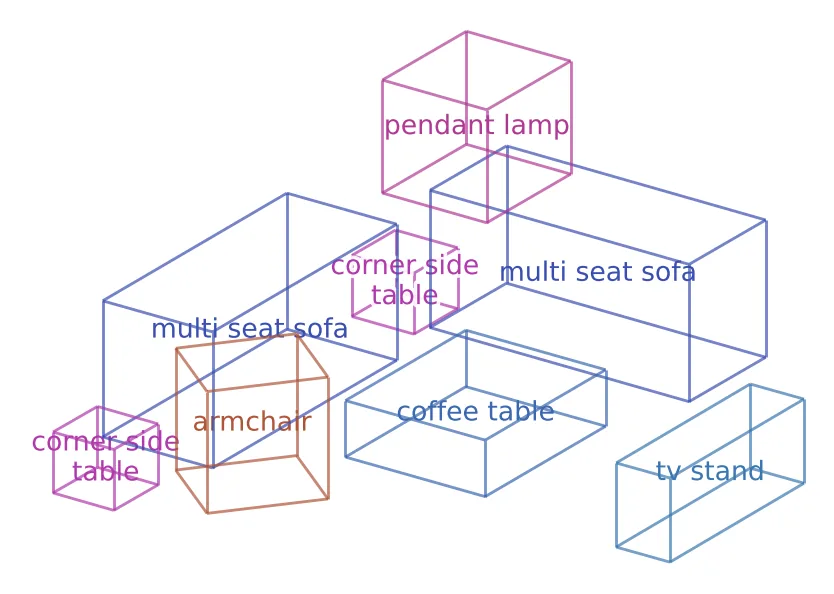 pendant lamp
corner side
table
multi seat sofa
multi seat sofa
armchair
coffee table
corner side
table
tv stand